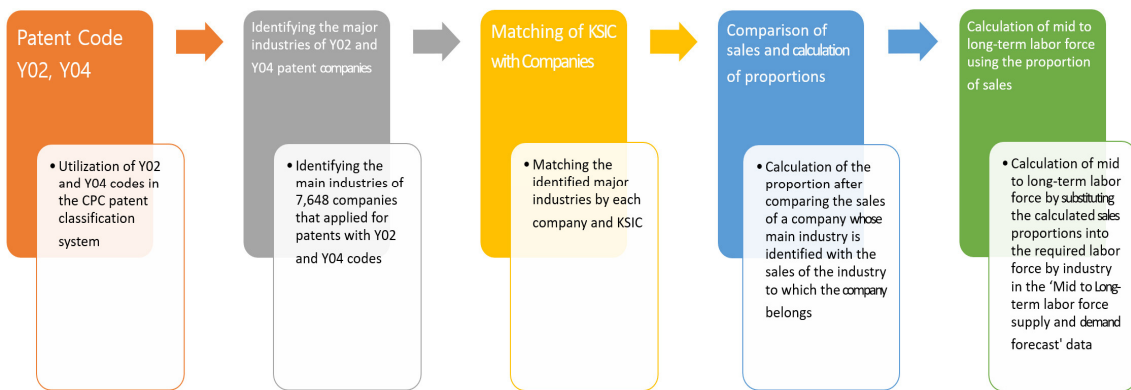 Patent Code
Y02, Y04
• Utilization of Y02
and Y04 codes in
the CPC patent
classification
system
Identifying the major
industries of Y02 and
Y04 patent companies
• Identifying the
main industries of
7,648 companies
that applied for
patents with Y02
and Y04 codes
Matching of KSIC
with Companies
• Matching the
identified major
industries by each
company and KSIC
Comparison of
sales and calculation
of proportions
• Calculation of the
proportion after
comparing the sales
of a company whose
main industry is
identified with the
sales of the industry
to which the company
belongs
Calculation of mid to
long-term labor force
using the proportion
of sales
• Calculation of mid
to long-term labor
force by substituting
the calculated sales
proportions into
the required labor
force by industry
in the ‘Mid to Long-
term labor force
supply and demand
forecast' data